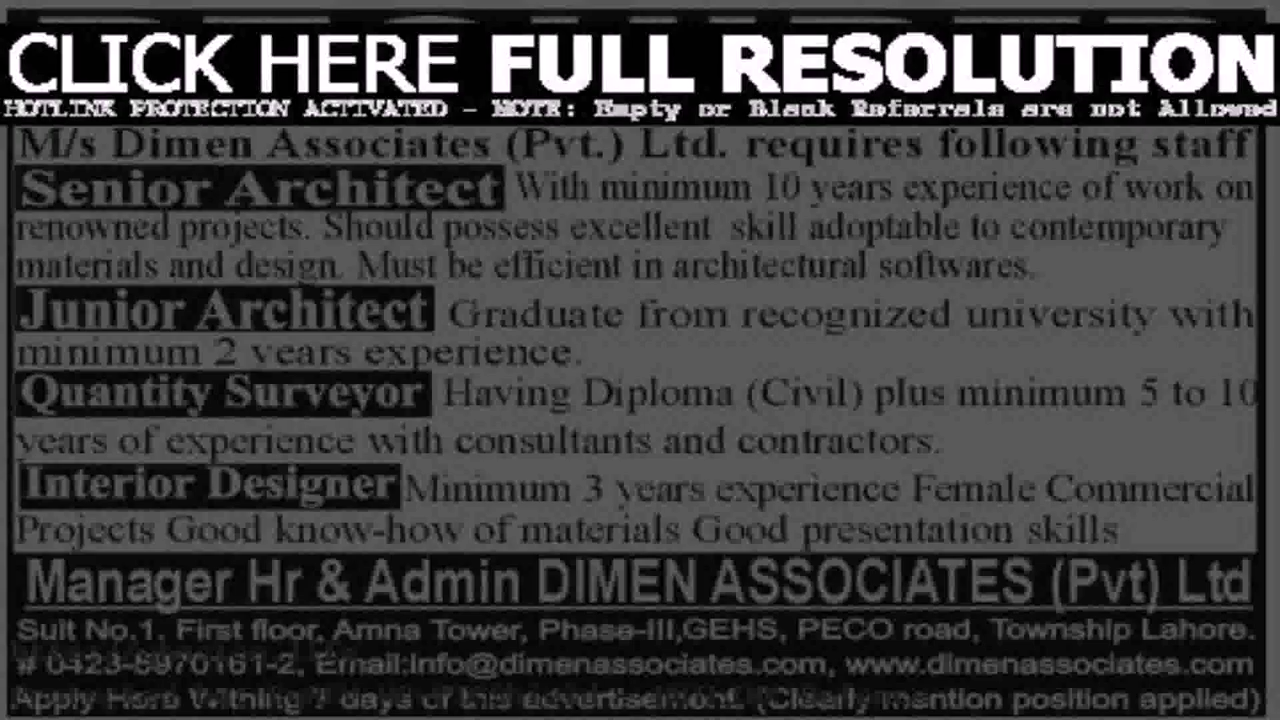 CLICK HERE FULL RESOLUTION
HOTLINK PROTECTION ACTIVATED - NOTE: Empty or Blank Referrals are not Allowed
M/s Dimen Associates (Pvt.) Ltd. requires following staff
Senior Architect With minimum 10 years experience of work on
renowned projects. Should possess excellent skill adoptable to contemporary
materials and design. Must be efficient in architectural softwares.
Junior Architect Graduate from recognized university with
minimum 2 years experience.
Quantity Surveyor Having Diploma (Civil) plus minimum 5 to 10
years of experience with consultants and contractors.
Interior Designer Minimum 3 years experience Female Commercial
Projects Good know-how of materials Good presentation skills
Manager Hr & Admin DIMEN ASSOCIATES (Pvt) Ltd
Suit No.1, First floor, Amna Tower, Phase-III,GEHS, PECO road, Township Lahore.
# 0423-5970161-2, Email:Info@dimenassociates.com, www.dimenassociates.com
Apply Here Withing 7 days of this advertisement. (Clearly mention position applied)